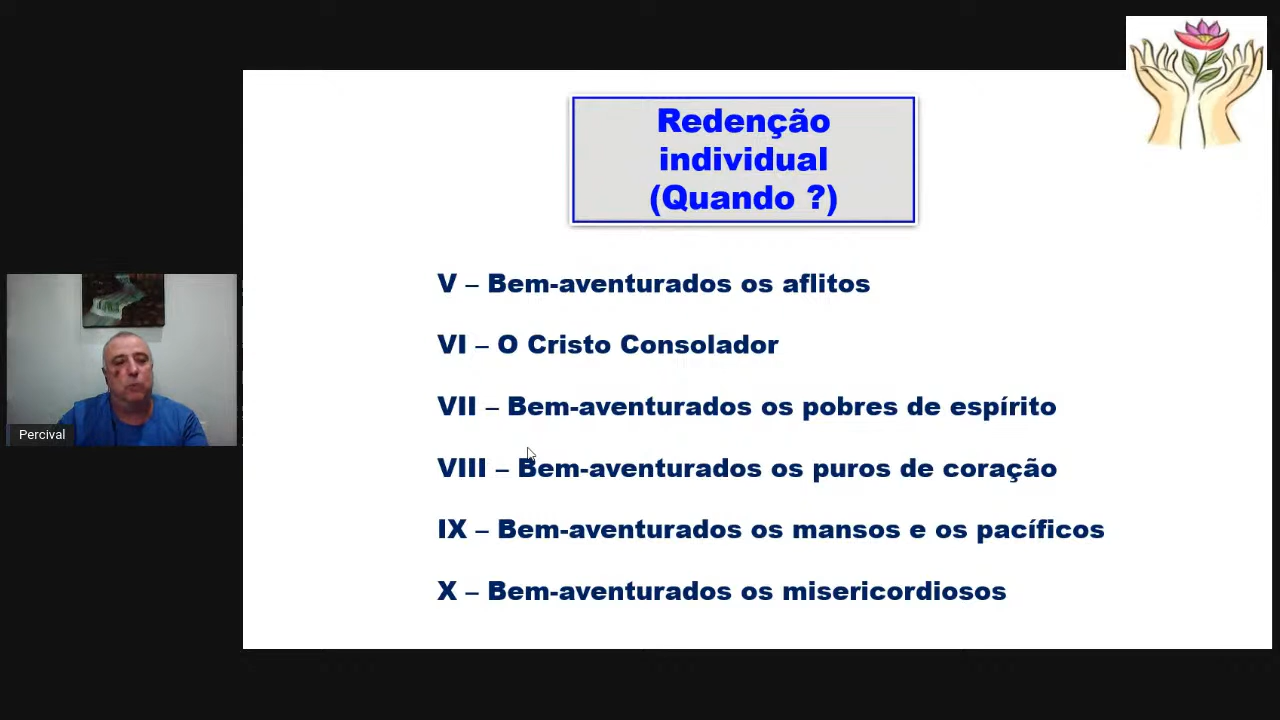 Redenção
individual
(Quando ?)
V – Bem-aventurados os aflitos
VI – O Cristo Consolador
VII – Bem-aventurados os pobres de espírito
VIII – Bem-aventurados os puros de coração
IX – Bem-aventurados os mansos e os pacíficos
X – Bem-aventurados os misericordiosos
Percival